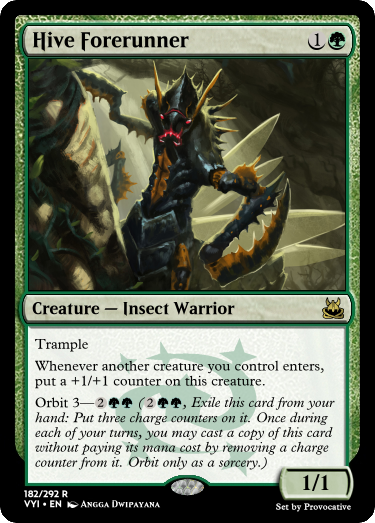 Hive Forerunner 1
Creature — Insect Warrior
Trample
Whenever another creature you control enters,
put a +1/+1 counter on this creature.
Orbit 3—2 (2, Exile this card from your
hand: Put three charge counters on it. Once during
each of your turns, you may cast a copy of this card
without paying its mana cost by removing a charge
counter from it. Orbit only as a sorcery.)
1/1
182/292 R
VYI • EN Angga Dwipayana
Set by Provocative